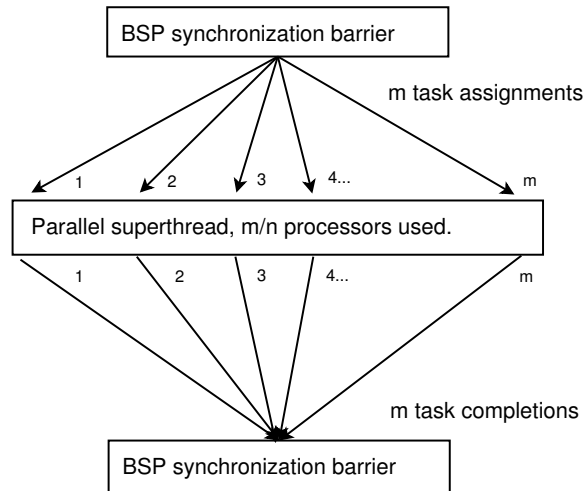 BSP synchronization barrier
m task assignments
1 2 3 4... m
Parallel superthread, m/n processors used.
1 2 3 4... m
m task completions
BSP synchronization barrier